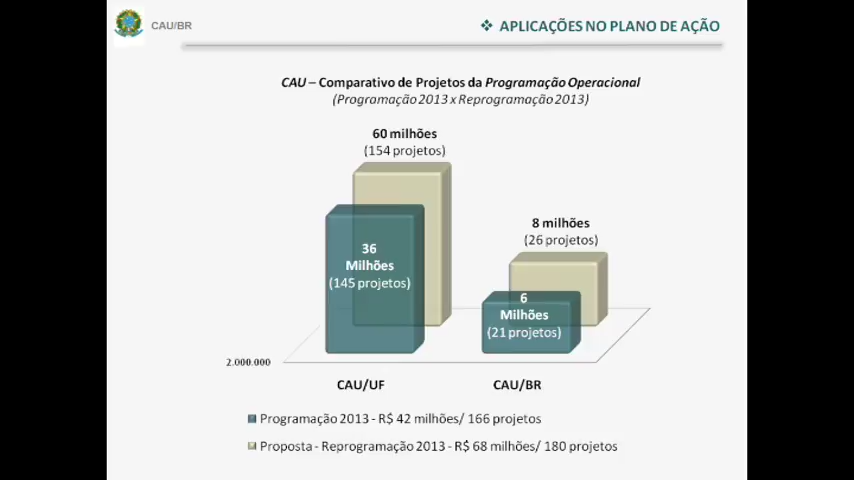 CAU/BR
❖ APLICAÇÕES NO PLANO DE AÇÃO
CAU – Comparativo de Projetos da Programação Operacional
(Programação 2013 x Reprogramação 2013)
60 milhões
(154 projetos)
8 milhões
(26 projetos)
36
Milhões
(145 projetos)
6
Milhões
(21 projetos)
2.000.000
CAU/UF
CAU/BR
Programação 2013 - R$ 42 milhões/ 166 projetos
Proposta - Reprogramação 2013 - R$ 68 milhões/ 180 projetos